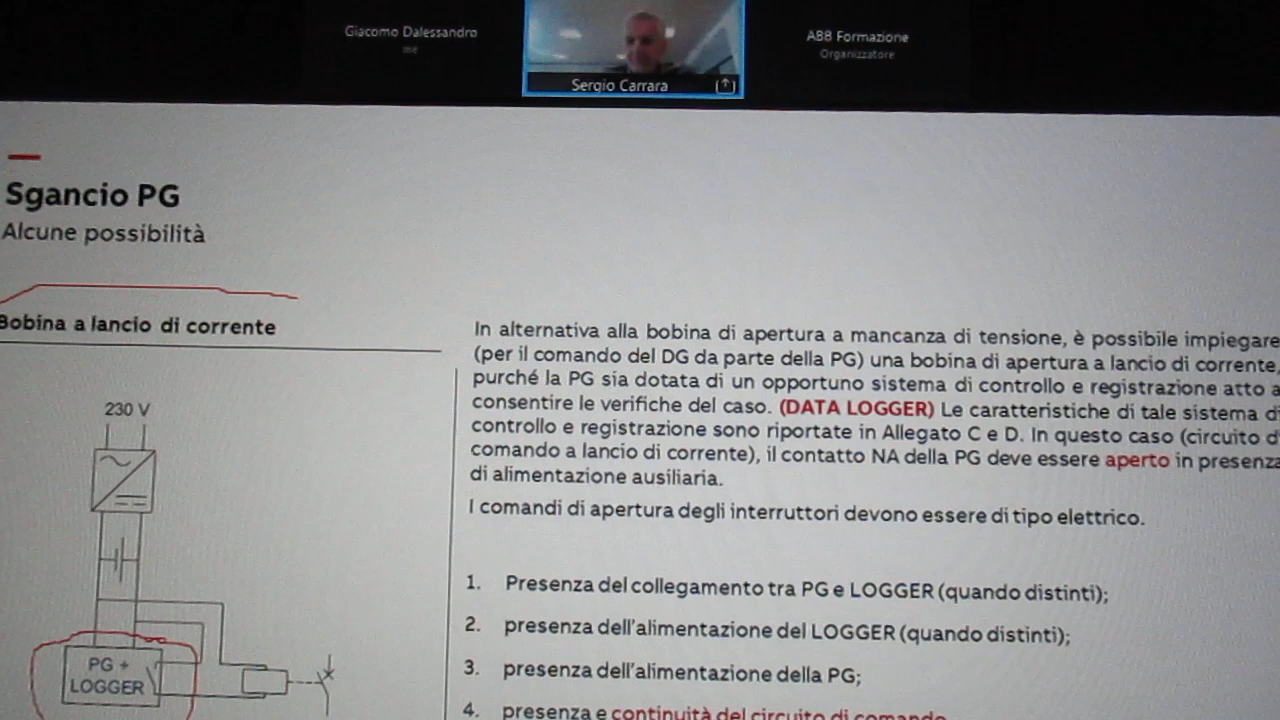 Giacomo Dalessandro
me
Sergio Carrara
ABB Formazione
Organizzatore
Sgancio PG
Alcune possibilità
Bobina a lancio di corrente
230 V
PG +
LOGGER
In alternativa alla bobina di apertura a mancanza di tensione, è possibile impiegare
(per il comando del DG da parte della PG) una bobina di apertura a lancio di corrente,
purché la PG sia dotata di un opportuno sistema di controllo e registrazione atto a
consentire le verifiche del caso. (DATA LOGGER) Le caratteristiche di tale sistema di
controllo e registrazione sono riportate in Allegato C e D. In questo caso (circuito di
comando a lancio di corrente), il contatto NA della PG deve essere aperto in presenza
di alimentazione ausiliaria.
I comandi di apertura degli interruttori devono essere di tipo elettrico.
1. Presenza del collegamento tra PG e LOGGER (quando distinti);
2. presenza dell'alimentazione del LOGGER (quando distinti);
3. presenza dell'alimentazione della PG;
4. presenza e continuità del circuito di comando